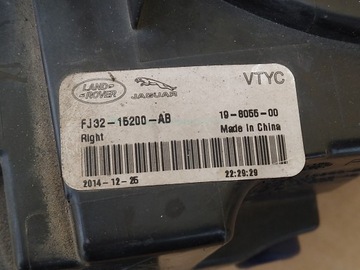 LAND
ROVER
JAGUAR
VTYC
FJ32-15200-AB
19-8055-00
Right
Made in China
2014-12-25
22:29:29